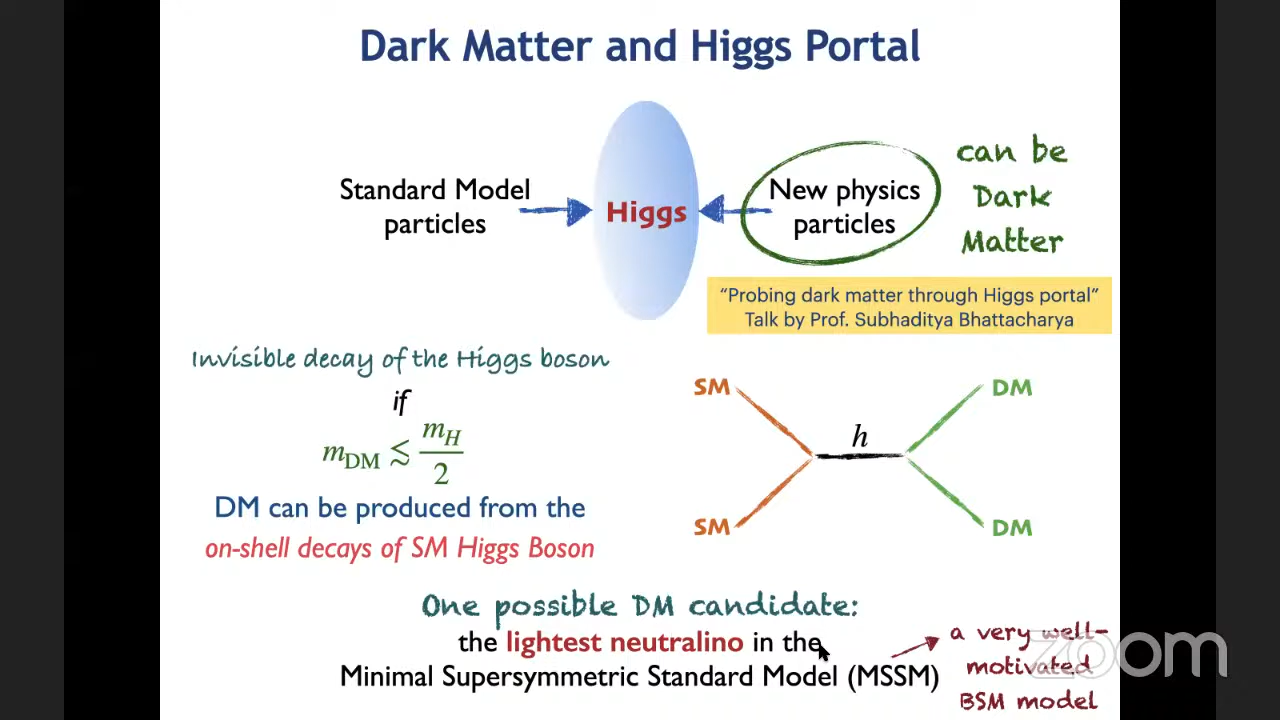 Dark Matter and Higgs Portal
Standard Model
particles
Higgs
New physics
particles
can be
Dark
Matter
"Probing dark matter through Higgs portal"
Talk by Prof. Subhaditya Bhattacharya
Invisible decay of the Higgs boson
if
m_DM ≲ m_H / 2
DM can be produced from the
on-shell decays of SM Higgs Boson
SM
DM
h
SM
DM
One possible DM candidate:
the lightest neutralino in the
Minimal Supersymmetric Standard Model (MSSM)
a very well-
motivated
BSM model
zoom